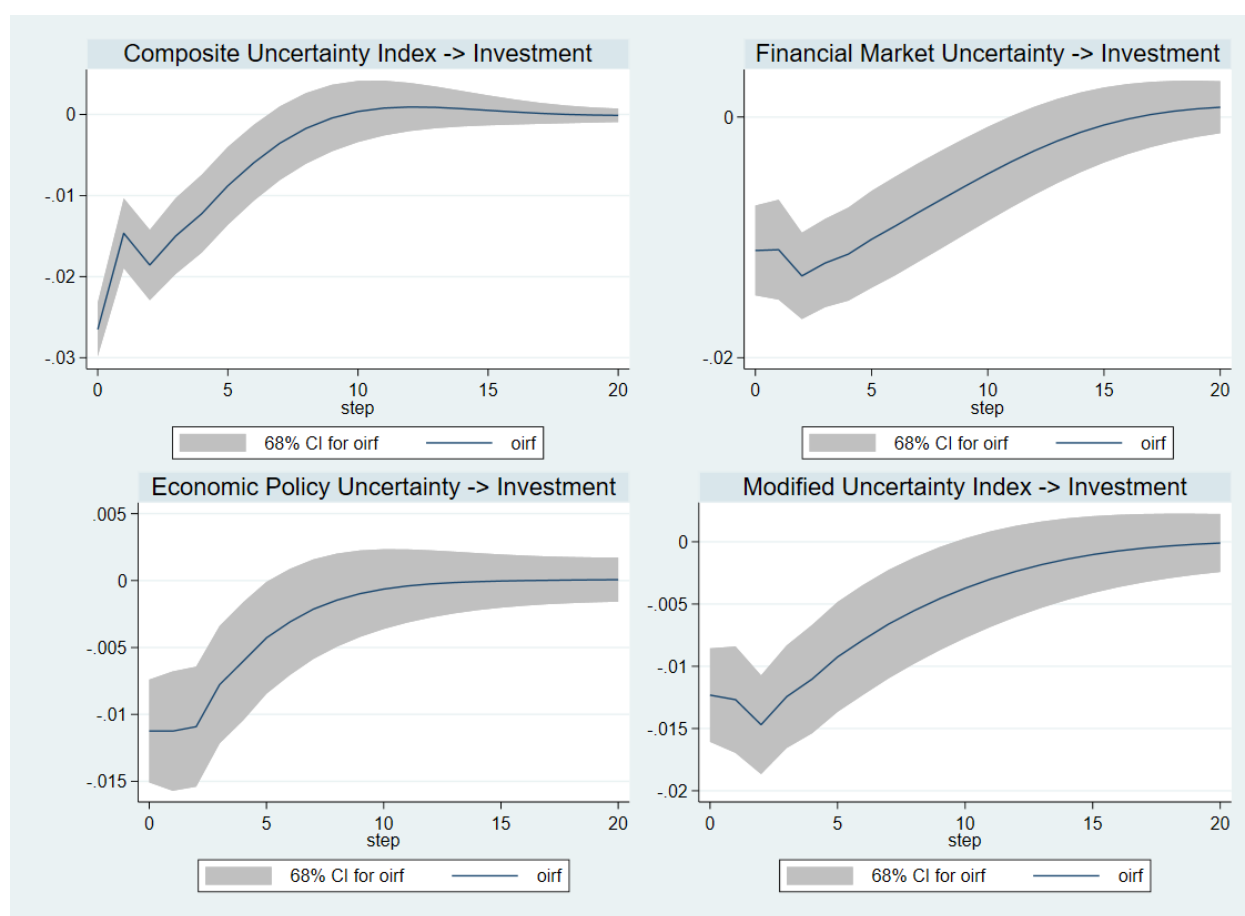 Composite Uncertainty Index -> Investment
0
-.01
-.02
-.03
0 5 10 15 20
step
68% CI for oirf oirf
Financial Market Uncertainty -> Investment
0
-.02
0 5 10 15 20
step
68% CI for oirf oirf
Economic Policy Uncertainty -> Investment
.005
0
-.005
-.01
-.015
0 5 10 15 20
step
68% CI for oirf oirf
Modified Uncertainty Index -> Investment
0
-.005
-.01
-.015
-.02
0 5 10 15 20
step
68% CI for oirf oirf